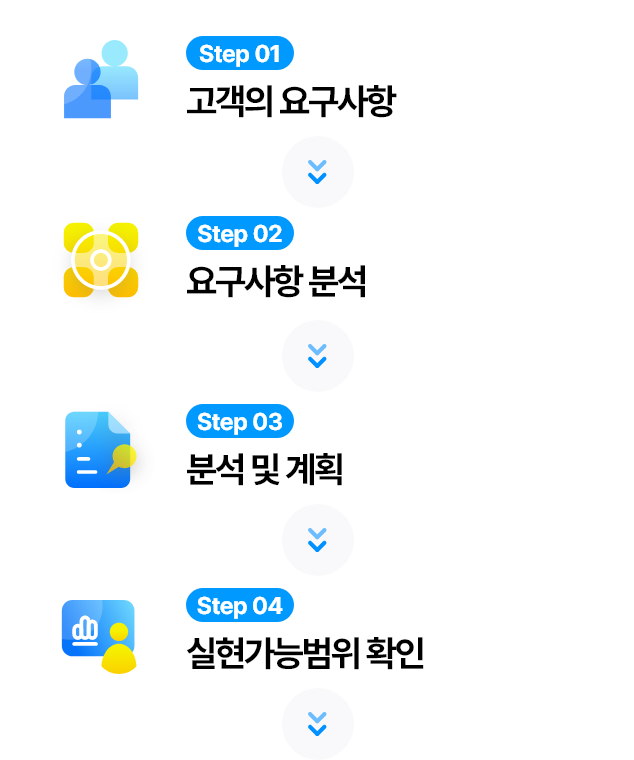 Step 01
고객의 요구사항
Step 02
요구사항 분석
Step 03
분석 및 계획
Step 04
실현가능범위 확인